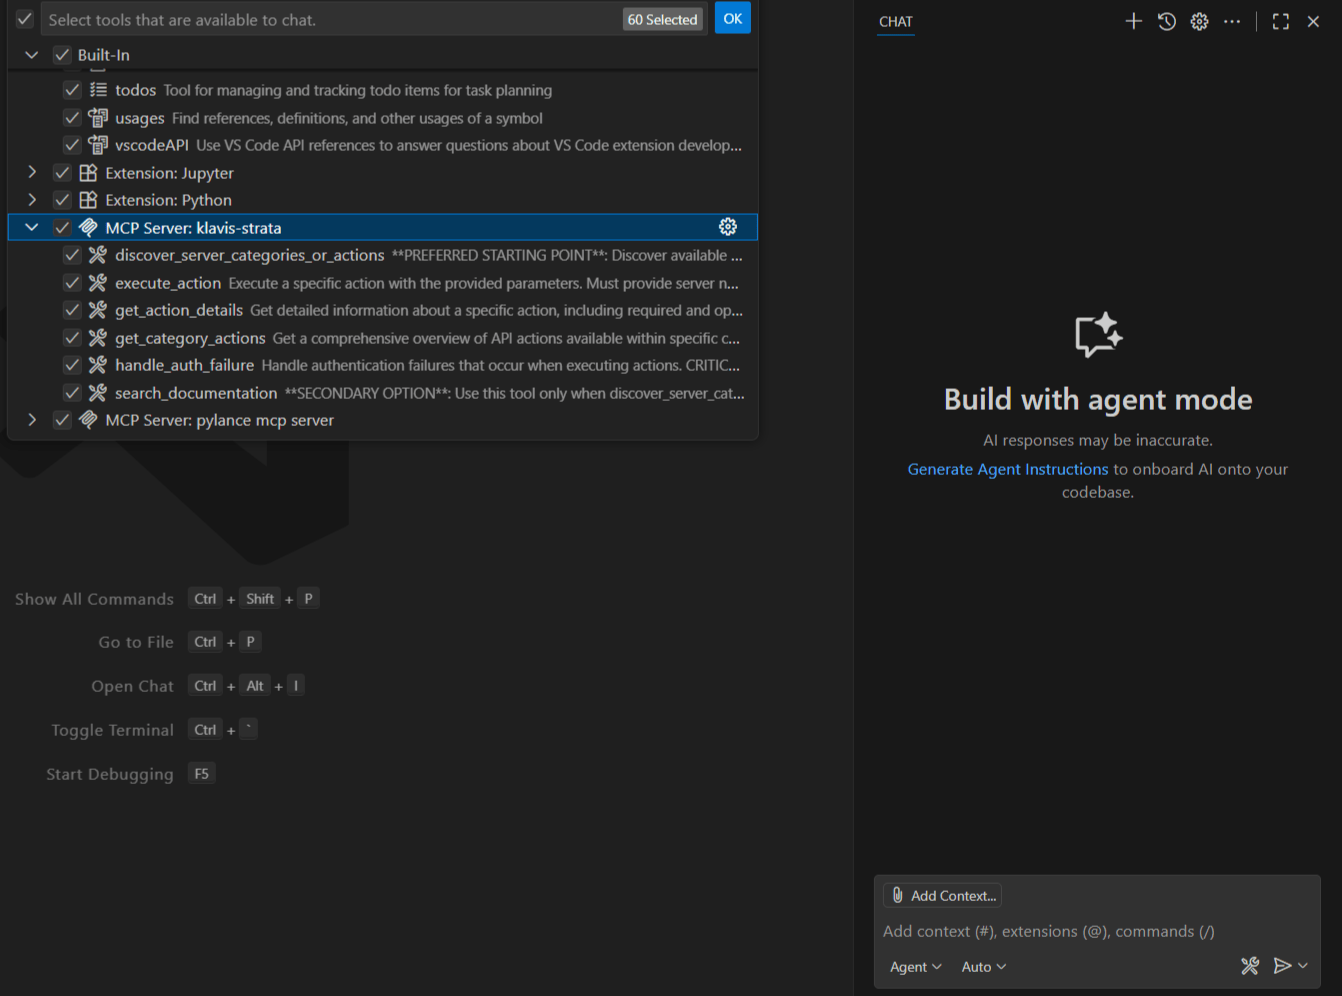 Select tools that are available to chat.
60 Selected
OK
Built-In
todos Tool for managing and tracking todo items for task planning
usages Find references, definitions, and other usages of a symbol
vscodeAPI Use VS Code API references to answer questions about VS Code extension develop...
Extension: Jupyter
Extension: Python
MCP Server: klavis-strata
discover_server_categories_or_actions **PREFERRED STARTING POINT**: Discover available ...
execute_action Execute a specific action with the provided parameters. Must provide server n...
get_action_details Get detailed information about a specific action, including required and op...
get_category_actions Get a comprehensive overview of API actions available within specific c...
handle_auth_failure Handle authentication failures that occur when executing actions. CRITIC...
search_documentation **SECONDARY OPTION**: Use this tool only when discover_server_cat...
MCP Server: pylance mcp server
Show All Commands Ctrl + Shift + P
Go to File Ctrl + P
Open Chat Ctrl + Alt + I
Toggle Terminal Ctrl + `
Start Debugging F5
CHAT
Build with agent mode
AI responses may be inaccurate.
Generate Agent Instructions to onboard AI onto your
codebase.
Add Context...
Add context (#), extensions (@), commands (/)
Agent
Auto